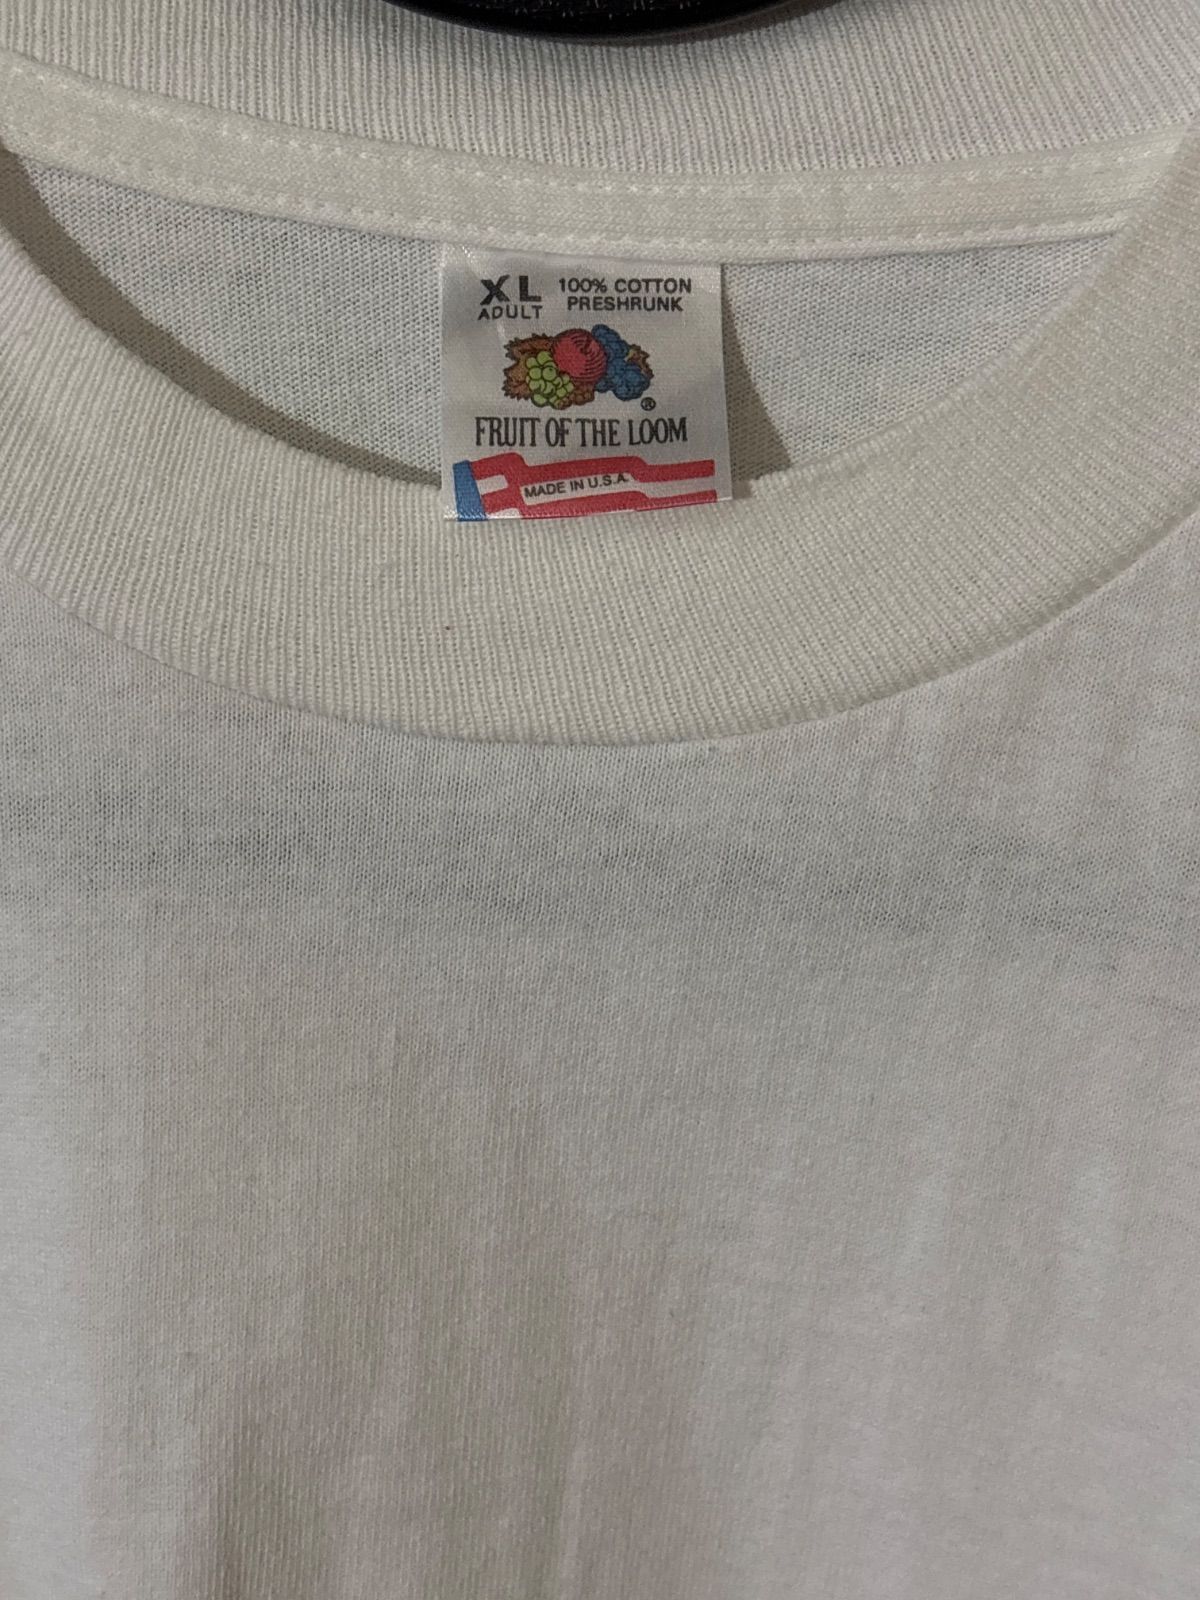 XL 100% COTTON
ADULT PRESHRUNK
®
FRUIT OF THE LOOM
MADE IN U.S.A.